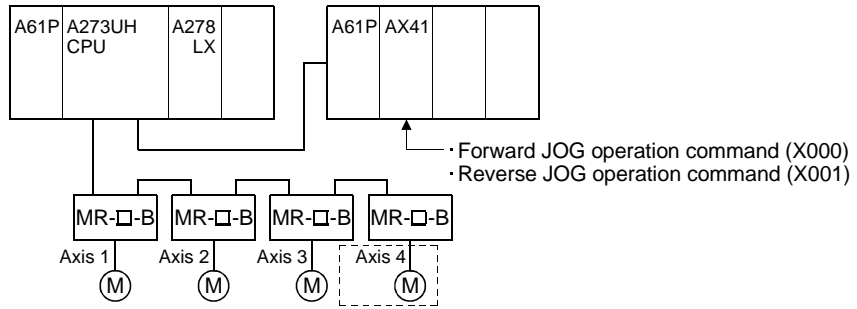 A61P A273UH CPU A278 LX
A61P AX41
· Forward JOG operation command (X000)
· Reverse JOG operation command (X001)
MR-□-B MR-□-B MR-□-B MR-□-B
Axis 1 Axis 2 Axis 3 Axis 4
M M M M